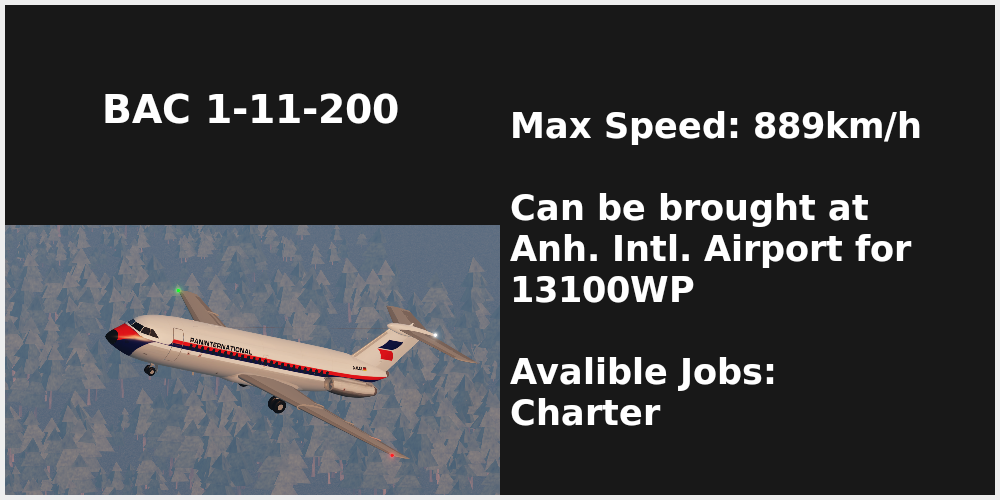 BAC 1-11-200
Max Speed: 889km/h
Can be brought at
Anh. Intl. Airport for
13100WP
Avalible Jobs:
Charter
PANINTERNATIONAL